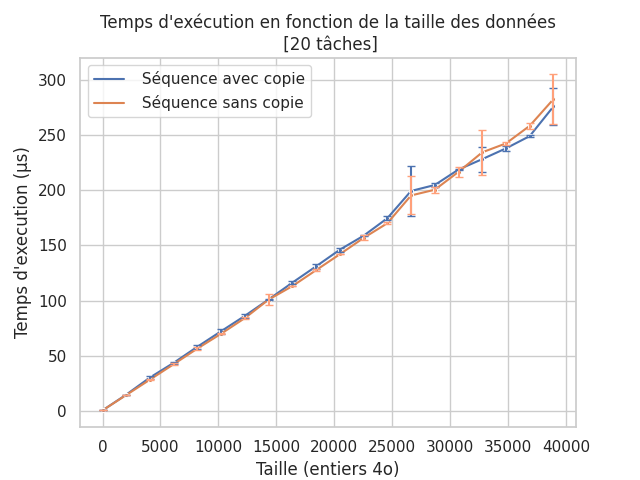 Temps d'exécution en fonction de la taille des données
[20 tâches]
Séquence avec copie
Séquence sans copie
Temps d'execution (µs)
300
250
200
150
100
50
0
0 5000 10000 15000 20000 25000 30000 35000 40000
Taille (entiers 4o)